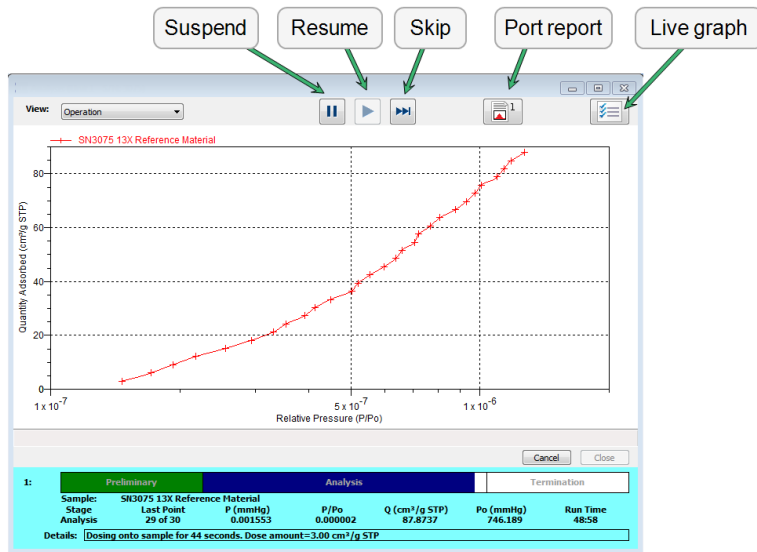 Suspend Resume Skip Port report Live graph
View: Operation 1
SN3075 13X Reference Material
Quantity Adsorbed (cm³/g STP)
80
60
40
20
0
1 x 10⁻⁷ 5 x 10⁻⁷ 1 x 10⁻⁶
Relative Pressure (P/Po)
Cancel Close
1: Preliminary Analysis Termination
Sample: SN3075 13X Reference Material
Stage Last Point P (mmHg) P/Po Q (cm³/g STP) Po (mmHg) Run Time
Analysis 29 of 30 0.001553 0.000002 87.8737 746.189 48:58
Details: Dosing onto sample for 44 seconds. Dose amount=3.00 cm³/g STP